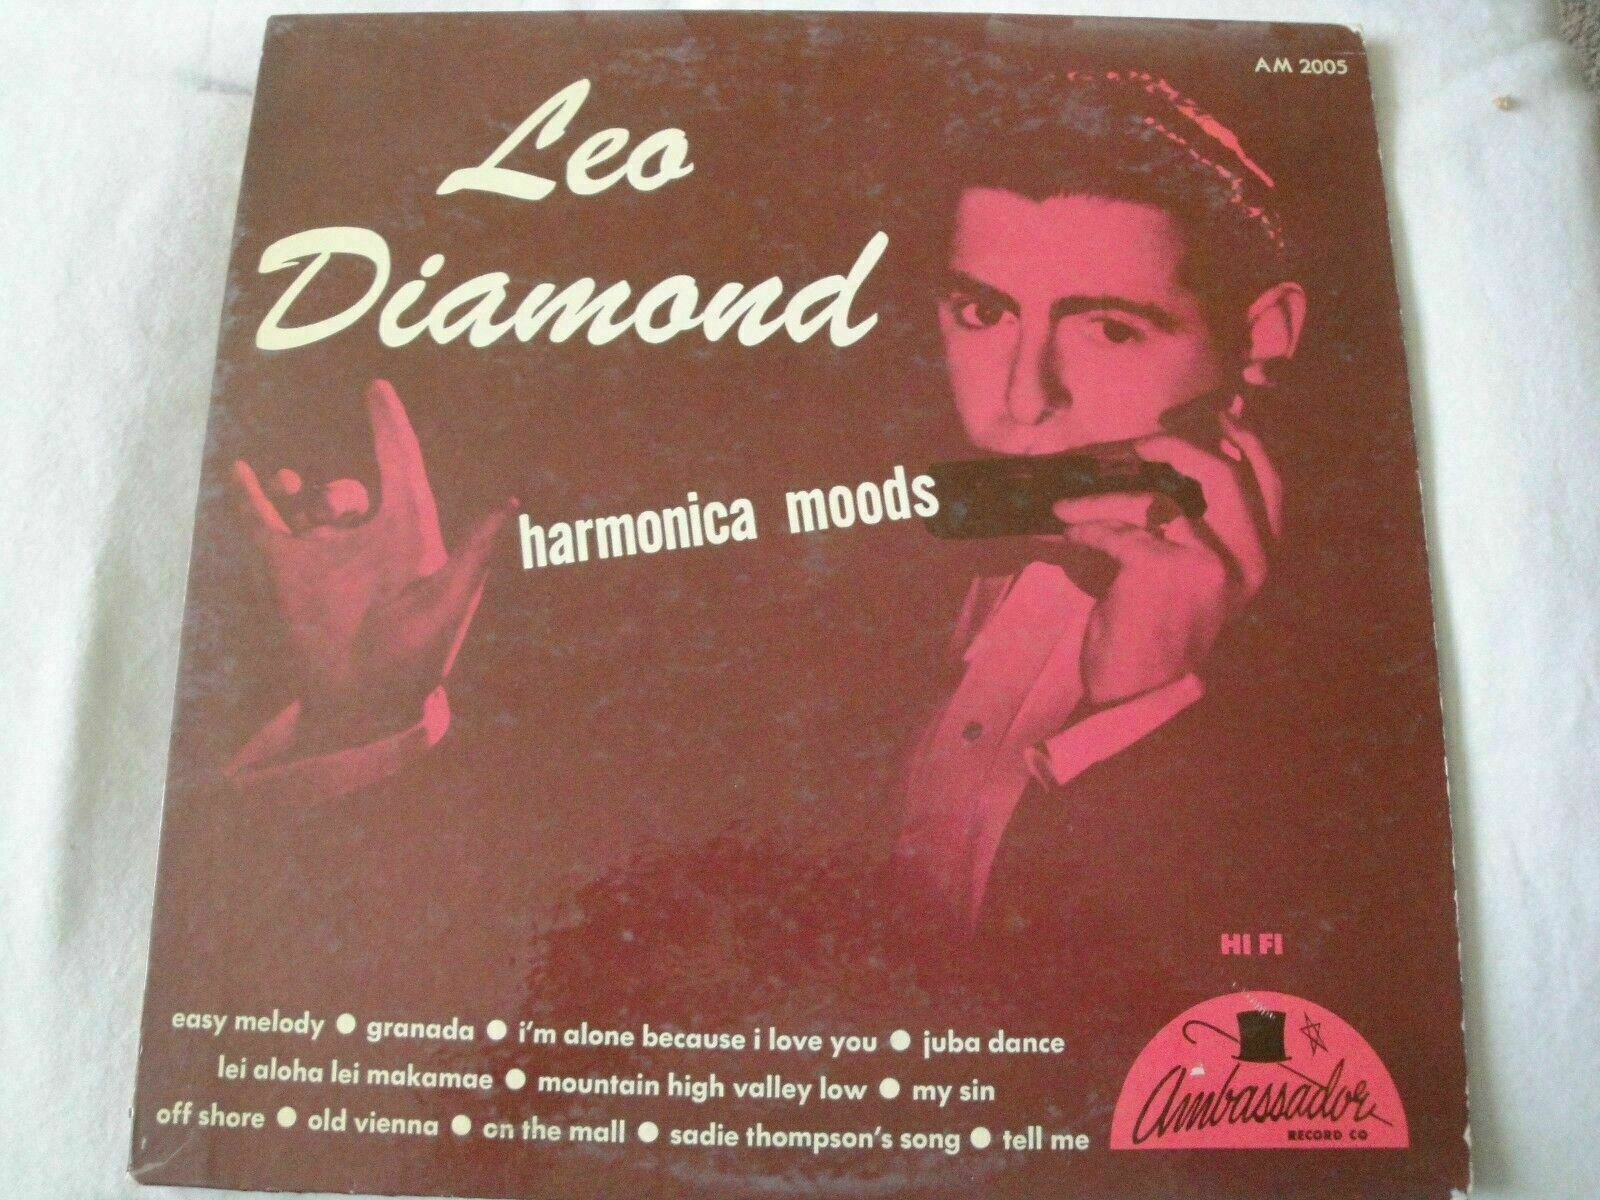 AM 2005
Leo
Diamond
harmonica moods
HI FI
easy melody ● granada ● i'm alone because i love you ● juba dance
lei aloha lei makamae ● mountain high valley low ● my sin
off shore ● old vienna ● on the mall ● sadie thompson's song ● tell me
Ambassador
RECORD CO